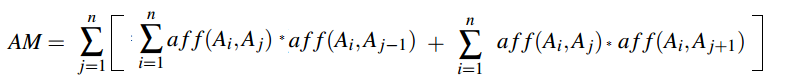 AM = \sum_{j=1}^{n} \left[ \sum_{i=1}^{n} aff(A_i, A_j) * aff(A_i, A_{j-1}) + \sum_{i=1}^{n} aff(A_i, A_j) * aff(A_i, A_{j+1}) \right]